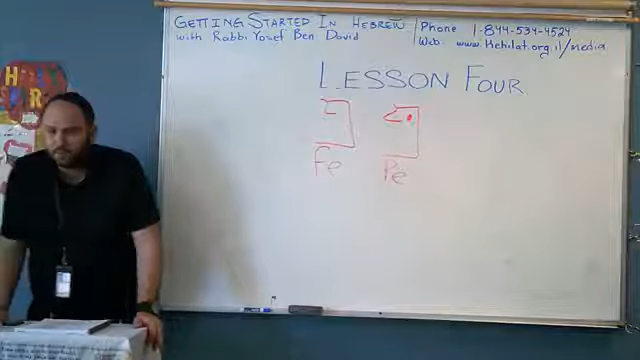 GETTING STARTED IN HEBREW
with Rabbi Yosef Ben David
Phone 1-844-534-4524
Web: www.Hebilat.org.il/media
LESSON FOUR
פ פּ
Fe Pe